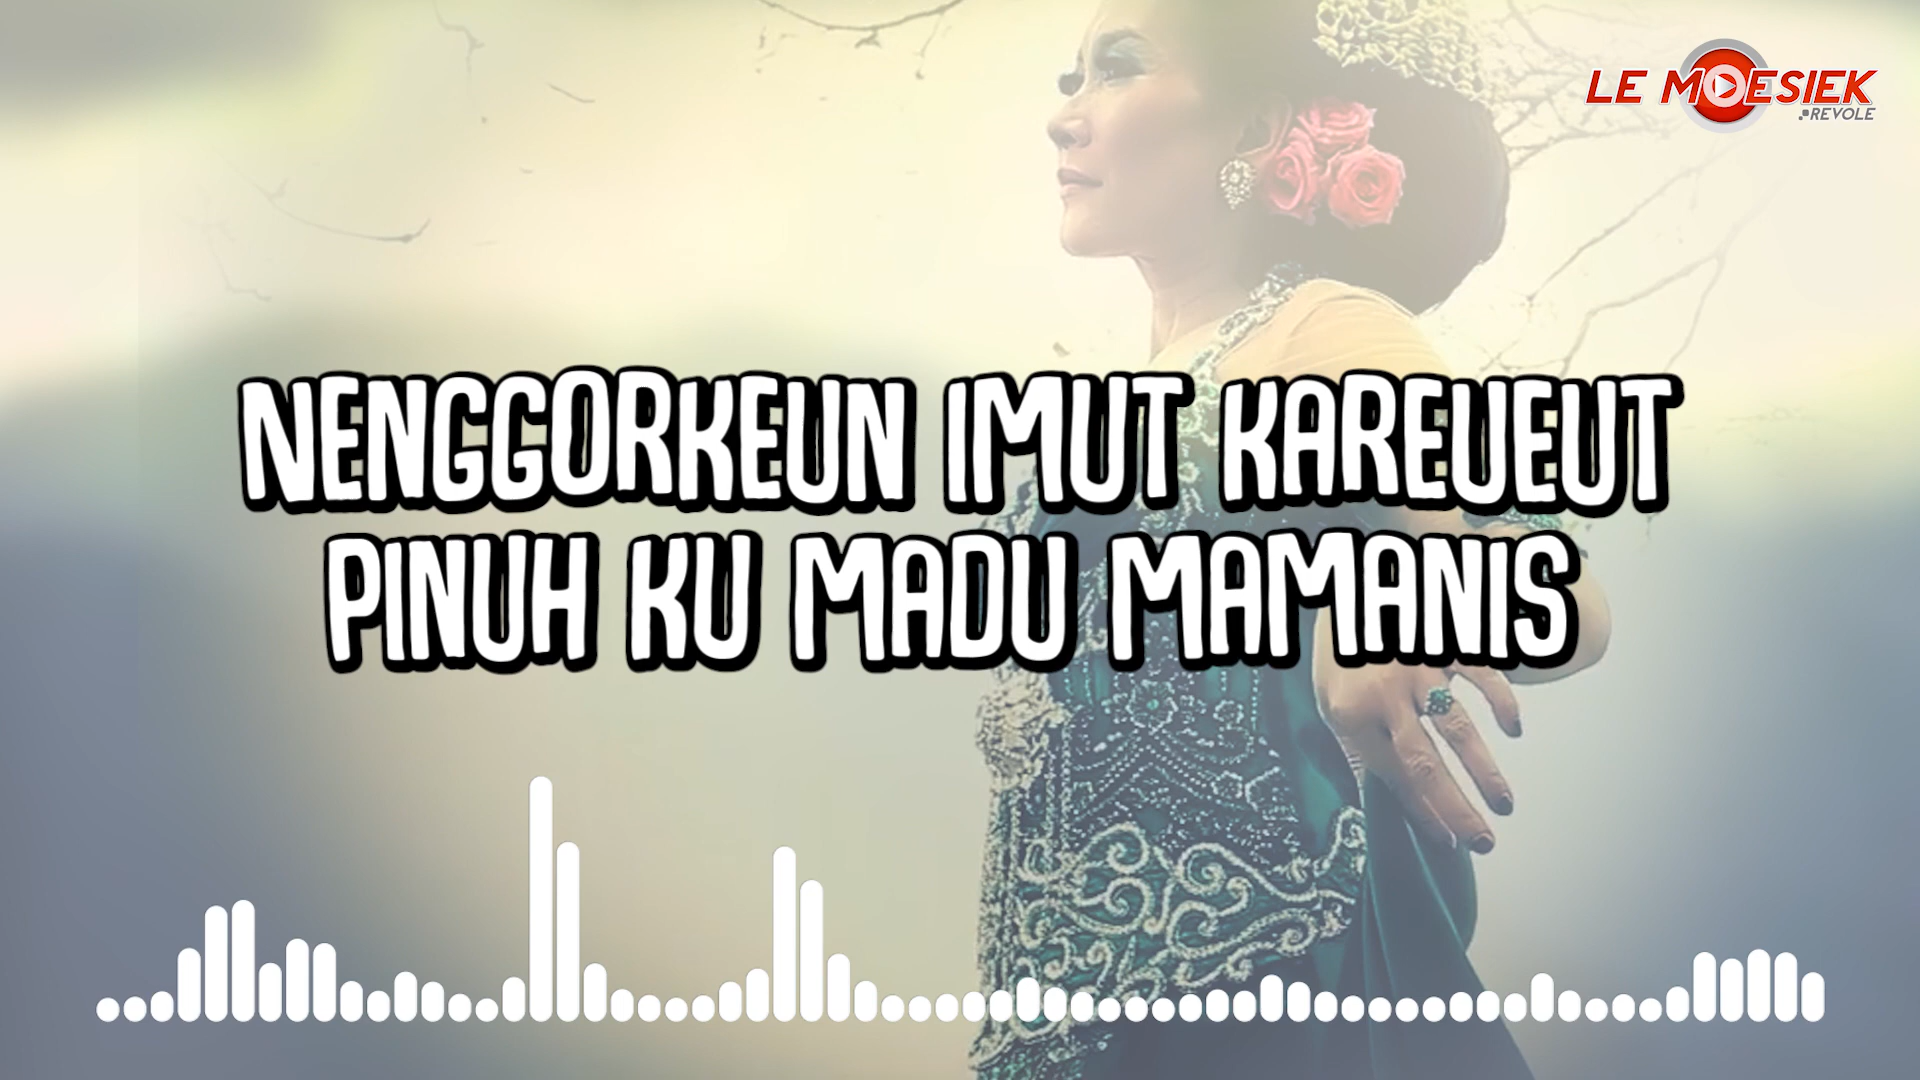 LE MOESIEK
.:REVOLE
NENGGORKEUN IMUT KAREUEUT
PINUH KU MADU MAMANIS